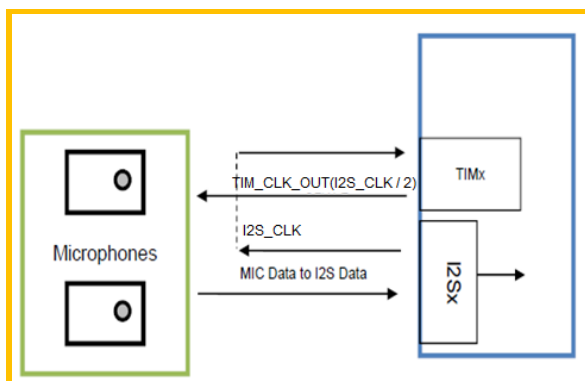 TIMx
TIM_CLK_OUT(I2S_CLK / 2)
I2S_CLK
Microphones
MIC Data to I2S Data
I2Sx